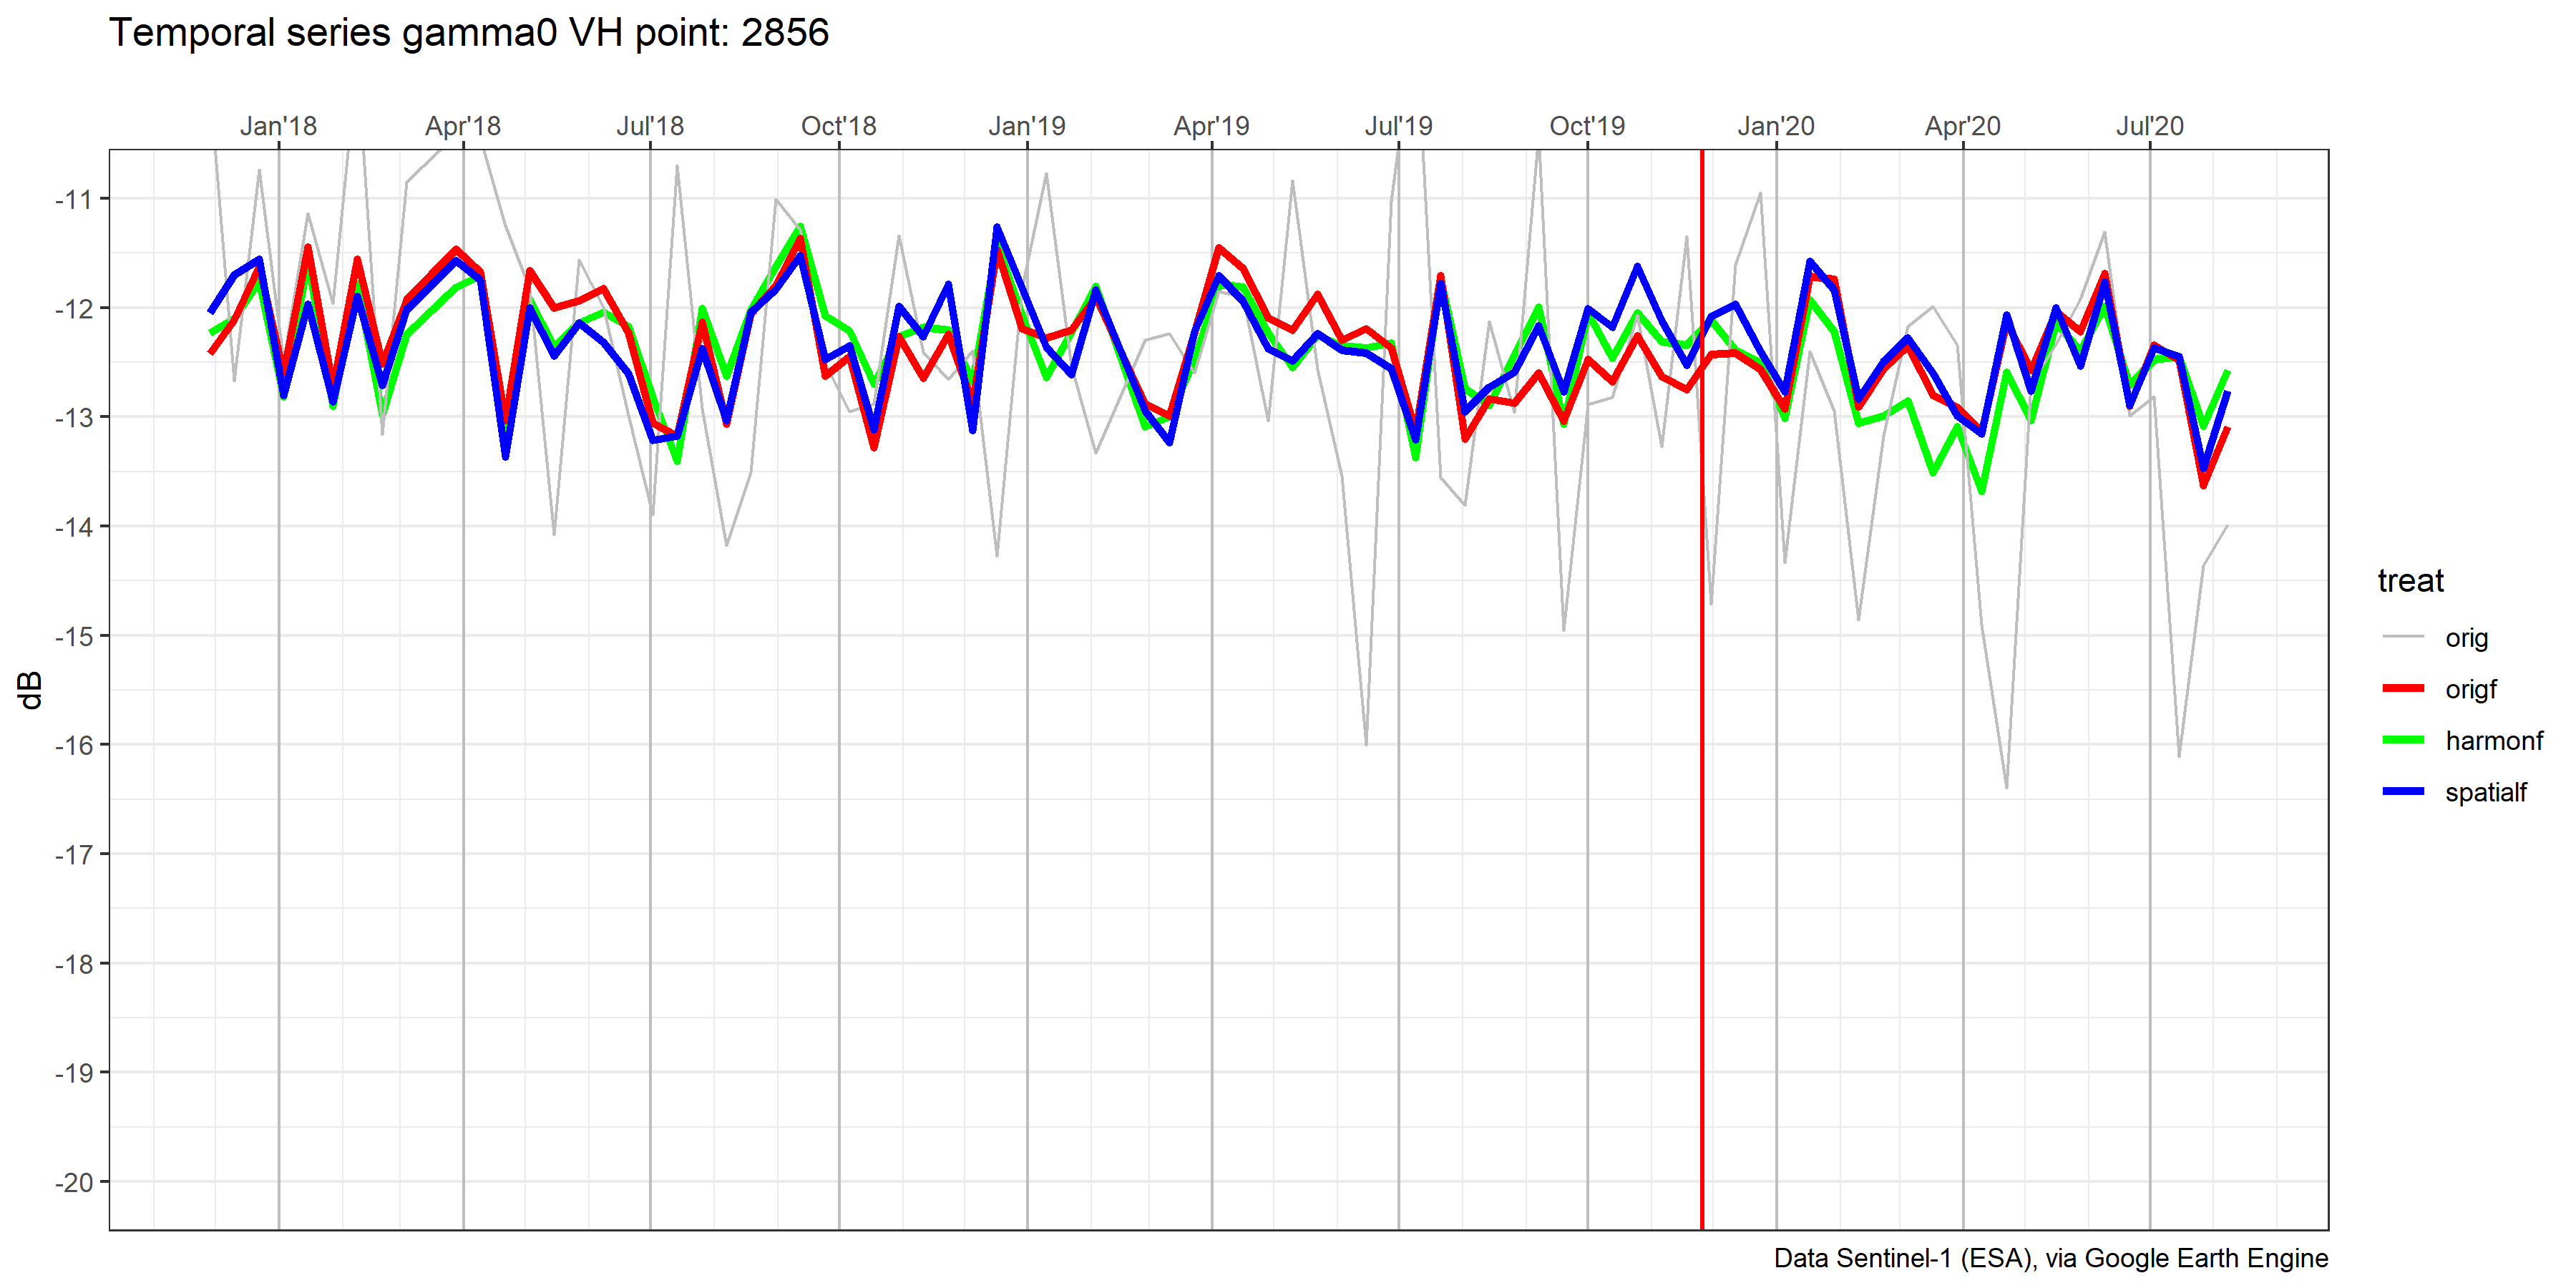 Temporal series gamma0 VH point: 2856
Jan'18 Apr'18 Jul'18 Oct'18 Jan'19 Apr'19 Jul'19 Oct'19 Jan'20 Apr'20 Jul'20
-11
-12
-13
-14
-15
-16
-17
-18
-19
-20
dB
treat
orig
origf
harmonf
spatialf
Data Sentinel-1 (ESA), via Google Earth Engine